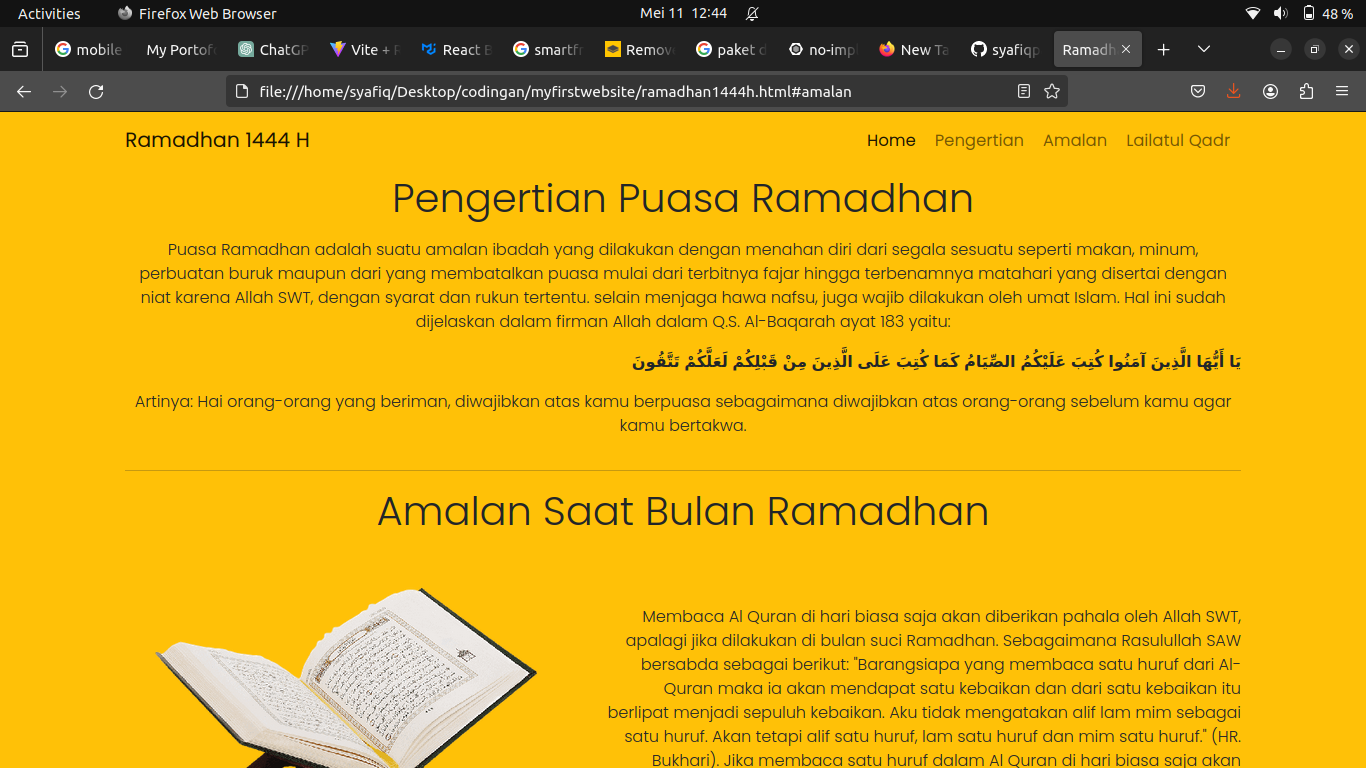 Activities
Firefox Web Browser
Mei 11 12:44
48 %
mobile
My Portof
ChatGP
Vite + R
React B
smartfr
Remov
paket d
no-imp
New Ta
syafiqp
Ramadh
file:///home/syafiq/Desktop/codingan/myfirstwebsite/ramadhan1444h.html#amalan
Ramadhan 1444 H
Home
Pengertian
Amalan
Lailatul Qadr
Pengertian Puasa Ramadhan
Puasa Ramadhan adalah suatu amalan ibadah yang dilakukan dengan menahan diri dari segala sesuatu seperti makan, minum,
perbuatan buruk maupun dari yang membatalkan puasa mulai dari terbitnya fajar hingga terbenamnya matahari yang disertai dengan
niat karena Allah SWT, dengan syarat dan rukun tertentu. selain menjaga hawa nafsu, juga wajib dilakukan oleh umat Islam. Hal ini sudah
dijelaskan dalam firman Allah dalam Q.S. Al-Baqarah ayat 183 yaitu:
يَا أَيُّهَا الَّذِينَ آمَنُوا كُتِبَ عَلَيْكُمُ الصِّيَامُ كَمَا كُتِبَ عَلَى الَّذِينَ مِنْ قَبْلِكُمْ لَعَلَّكُمْ تَتَّقُونَ
Artinya: Hai orang-orang yang beriman, diwajibkan atas kamu berpuasa sebagaimana diwajibkan atas orang-orang sebelum kamu agar
kamu bertakwa.
Amalan Saat Bulan Ramadhan
Membaca Al Quran di hari biasa saja akan diberikan pahala oleh Allah SWT,
apalagi jika dilakukan di bulan suci Ramadhan. Sebagaimana Rasulullah SAW
bersabda sebagai berikut: "Barangsiapa yang membaca satu huruf dari Al-
Quran maka ia akan mendapat satu kebaikan dan dari satu kebaikan itu
berlipat menjadi sepuluh kebaikan. Aku tidak mengatakan alif lam mim sebagai
satu huruf. Akan tetapi alif satu huruf, lam satu huruf dan mim satu huruf." (HR.
Bukhari). Jika membaca satu huruf dalam Al Quran di hari biasa saja akan